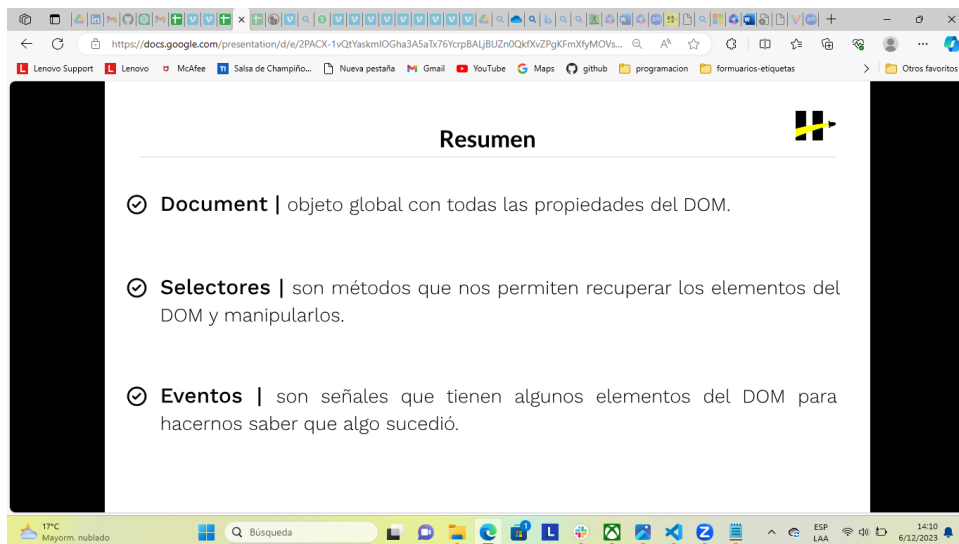 https://docs.google.com/presentation/d/e/2PACX-1vQtYaskmIOGha3A5aTx76YcrpBALjBUZn0QkfXvZPgKFmXfyMOVs...
Lenovo Support Lenovo McAfee Salsa de Champiño... Nueva pestaña Gmail YouTube Maps github programacion formuarios-etiquetas Otros favoritos
Resumen
Document | objeto global con todas las propiedades del DOM.
Selectores | son métodos que nos permiten recuperar los elementos del
DOM y manipularlos.
Eventos | son señales que tienen algunos elementos del DOM para
hacernos saber que algo sucedió.
17°C
Mayorm. nublado
Búsqueda
ESP
LAA
14:10
6/12/2023